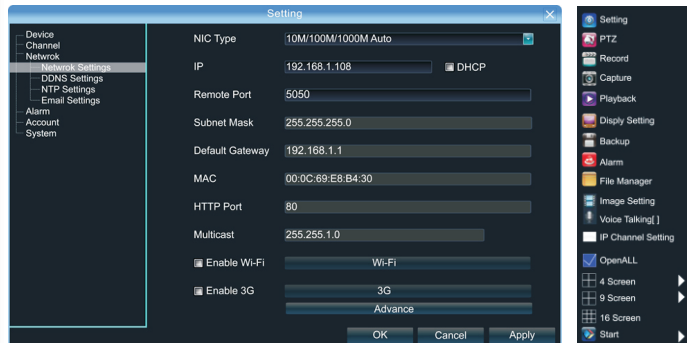 Setting
Device
Channel
Netwrok
Netwrok Settings
DDNS Settings
NTP Settings
Email Settings
Alarm
Account
System
NIC Type 10M/100M/1000M Auto
IP 192.168.1.108 DHCP
Remote Port 5050
Subnet Mask 255.255.255.0
Default Gateway 192.168.1.1
MAC 00:0C:69:E8:B4:30
HTTP Port 80
Multicast 255.255.1.0
Enable Wi-Fi Wi-Fi
Enable 3G 3G
Advance
OK Cancel Apply
Setting
PTZ
Record
Capture
Playback
Disply Setting
Backup
Alarm
File Manager
Image Setting
Voice Talking[ ]
IP Channel Setting
OpenALL
4 Screen
9 Screen
16 Screen
Start